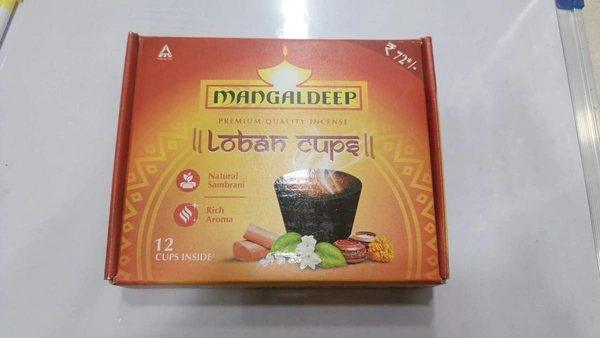 ₹ 72/-
MANGALDEEP
PREMIUM QUALITY INCENSE
|| Loban cups ||
Natural
Sambrani
Rich
Aroma
12
CUPS INSIDE